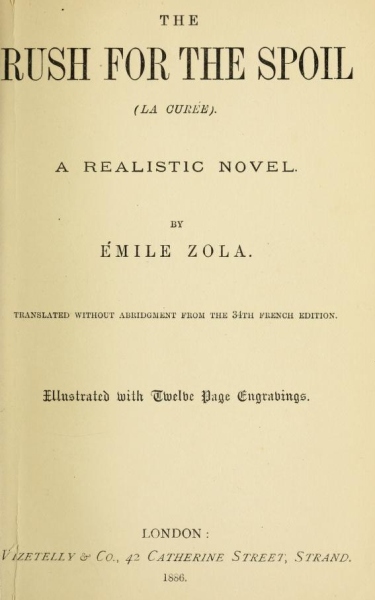 THE
RUSH FOR THE SPOIL
(LA CURÉE).
A REALISTIC NOVEL.
BY
ÉMILE ZOLA.
TRANSLATED WITHOUT ABRIDGMENT FROM THE 34TH FRENCH EDITION.
Illustrated with Twelve Page Engravings.
LONDON:
VIZETELLY & CO., 42 CATHERINE STREET, STRAND.
1886.